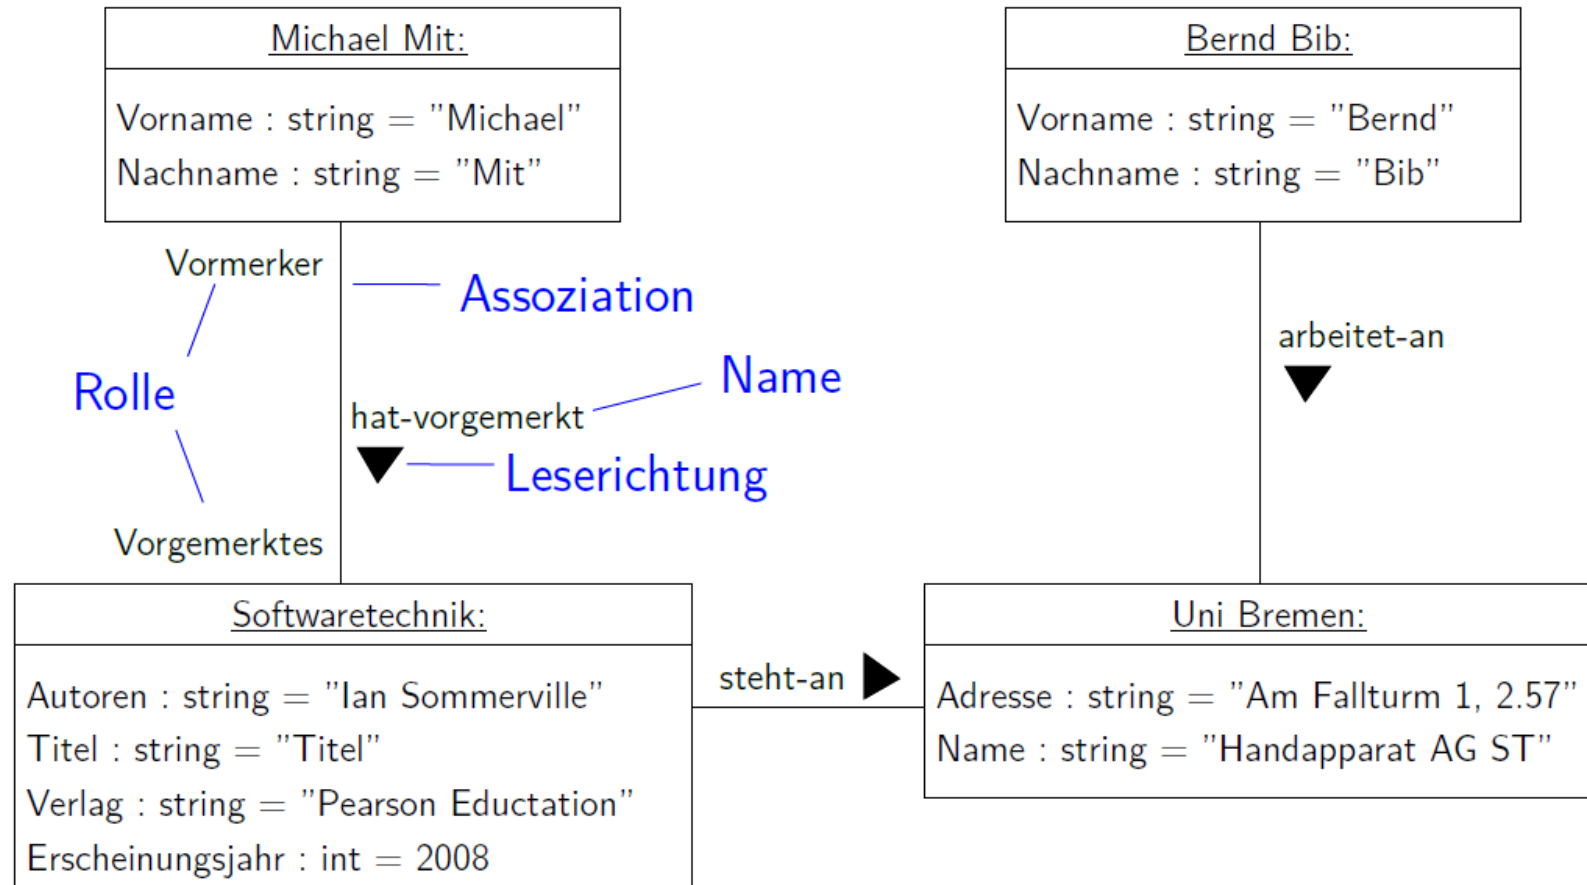 Michael Mit:
Vorname : string = ”Michael”
Nachname : string = ”Mit”
Bernd Bib:
Vorname : string = ”Bernd”
Nachname : string = ”Bib”
Vormerker
Assoziation
Rolle
Name
hat-vorgemerkt
Leserichtung
Vorgemerktes
arbeitet-an
Softwaretechnik:
Autoren : string = ”Ian Sommerville”
Titel : string = ”Titel”
Verlag : string = ”Pearson Eductation”
Erscheinungsjahr : int = 2008
steht-an
Uni Bremen:
Adresse : string = ”Am Fallturm 1, 2.57”
Name : string = ”Handapparat AG ST”